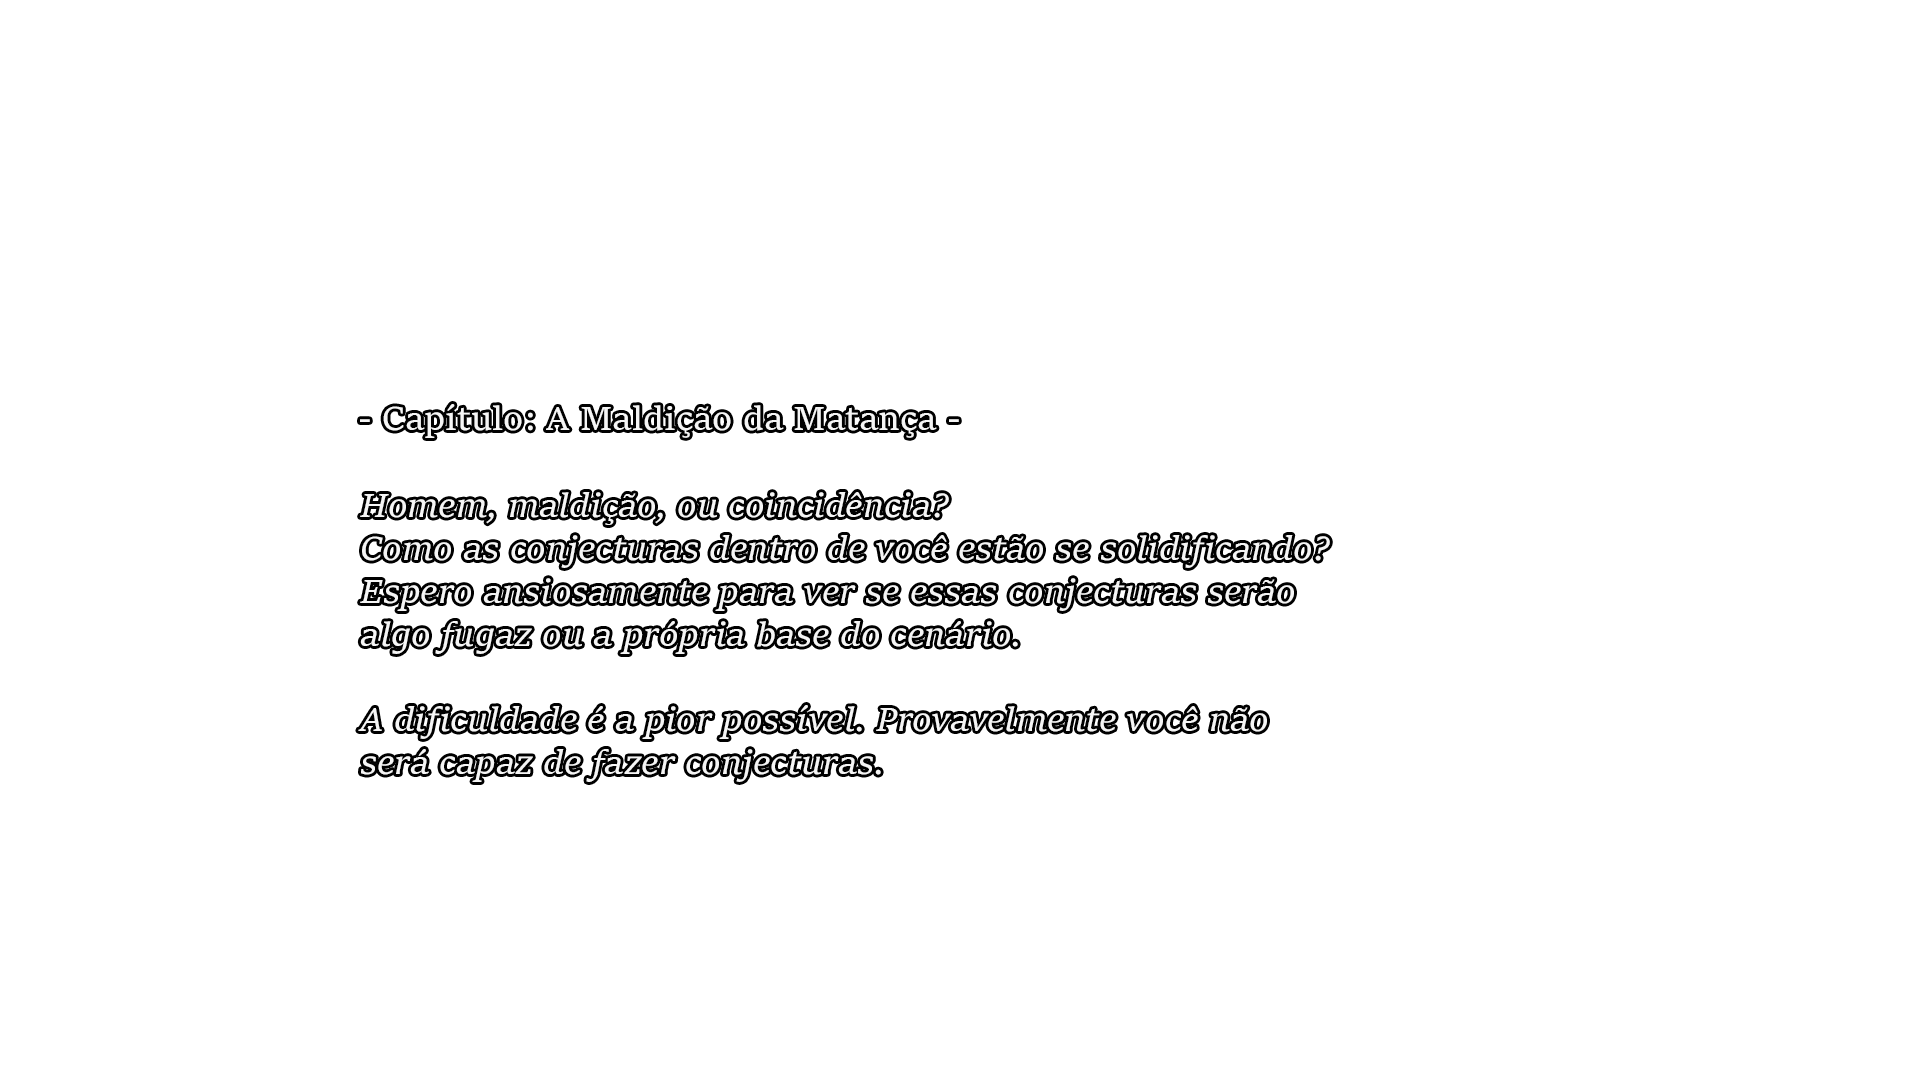 - Capítulo: A Maldição da Matança -
Homem, maldição, ou coincidência?
Como as conjecturas dentro de você estão se solidificando?
Espero ansiosamente para ver se essas conjecturas serão
algo fugaz ou a própria base do cenário.
A dificuldade é a pior possível. Provavelmente você não
será capaz de fazer conjecturas.